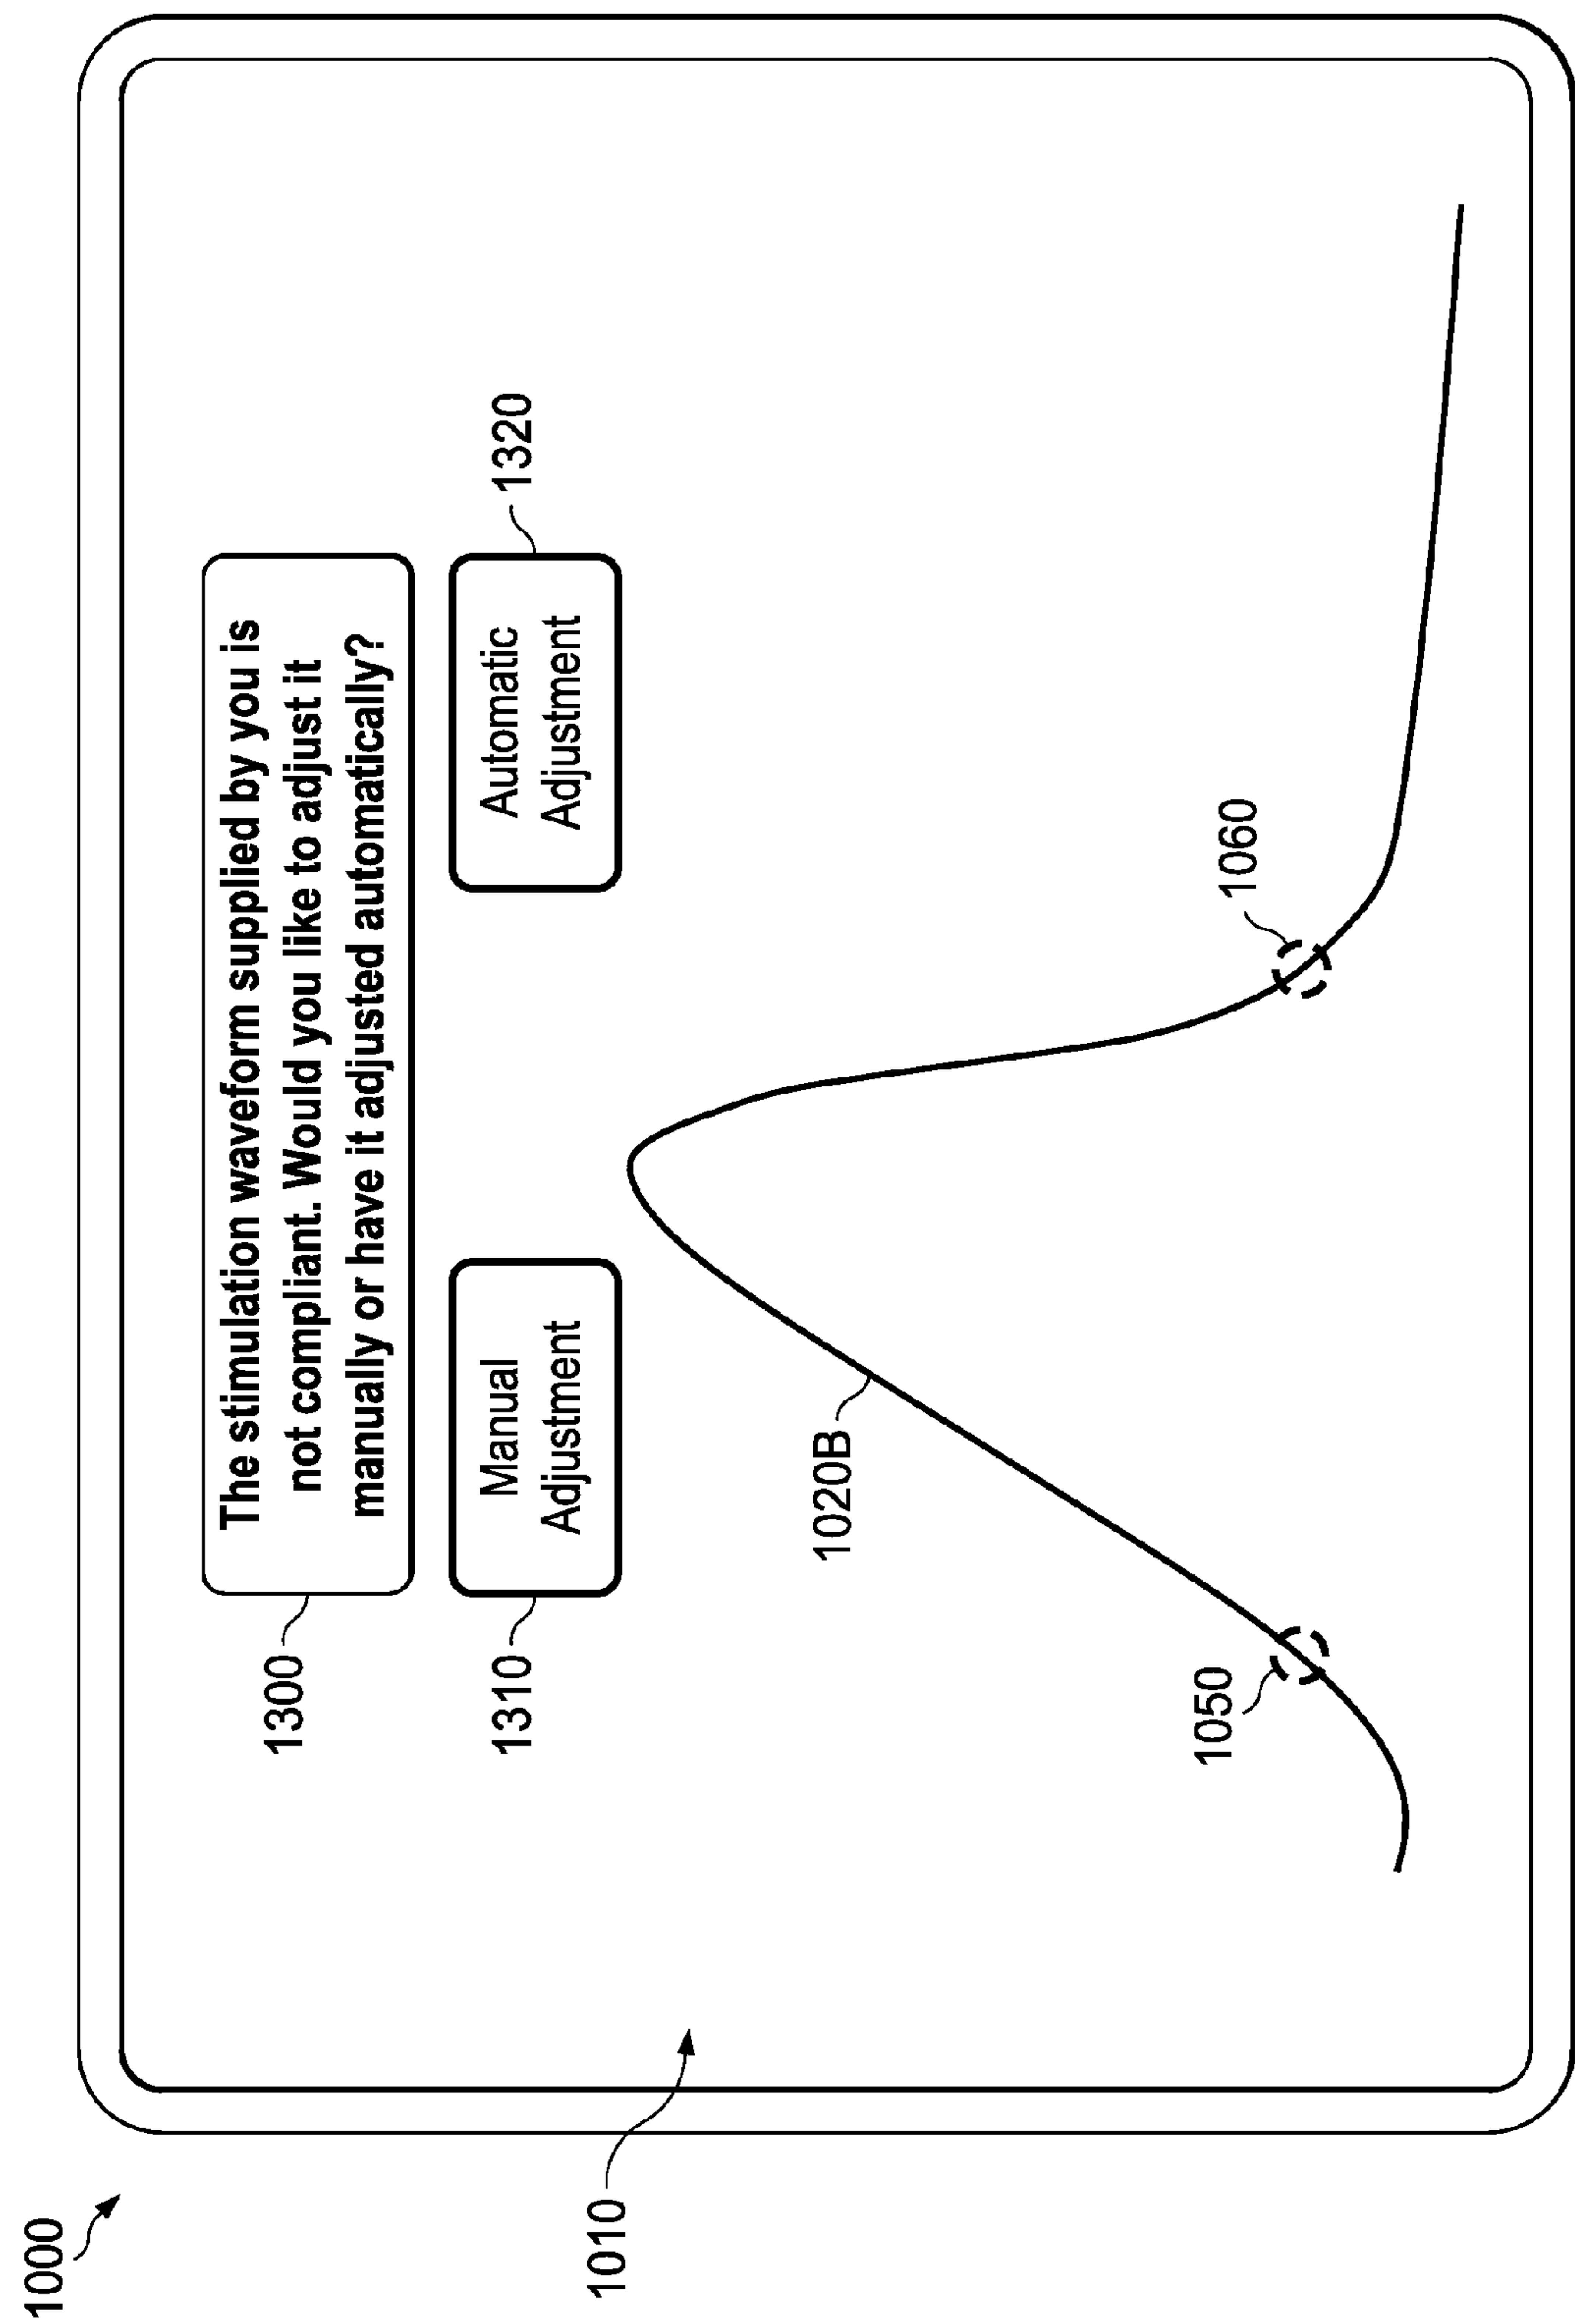 1000
1010
1300
The stimulation waveform supplied by you is
not compliant. Would you like to adjust it
manually or have it adjusted automatically?
1310
Manual
Adjustment
Automatic
Adjustment
1320
1020B
1050
1060